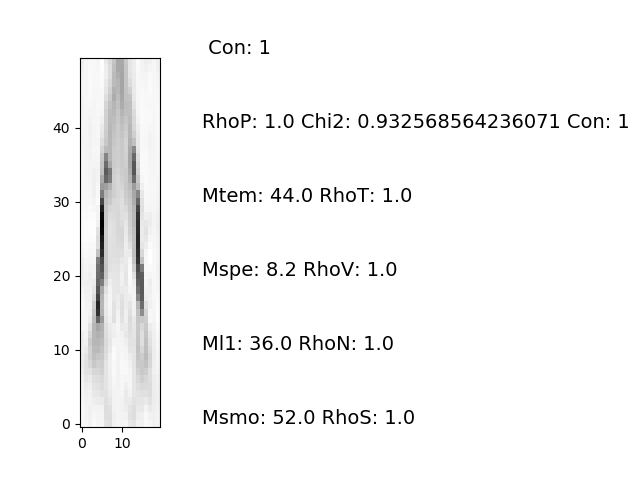 Con: 1
RhoP: 1.0 Chi2: 0.932568564236071 Con: 1
Mtem: 44.0 RhoT: 1.0
Mspe: 8.2 RhoV: 1.0
Ml1: 36.0 RhoN: 1.0
Msmo: 52.0 RhoS: 1.0
40
30
20
10
0
0 10